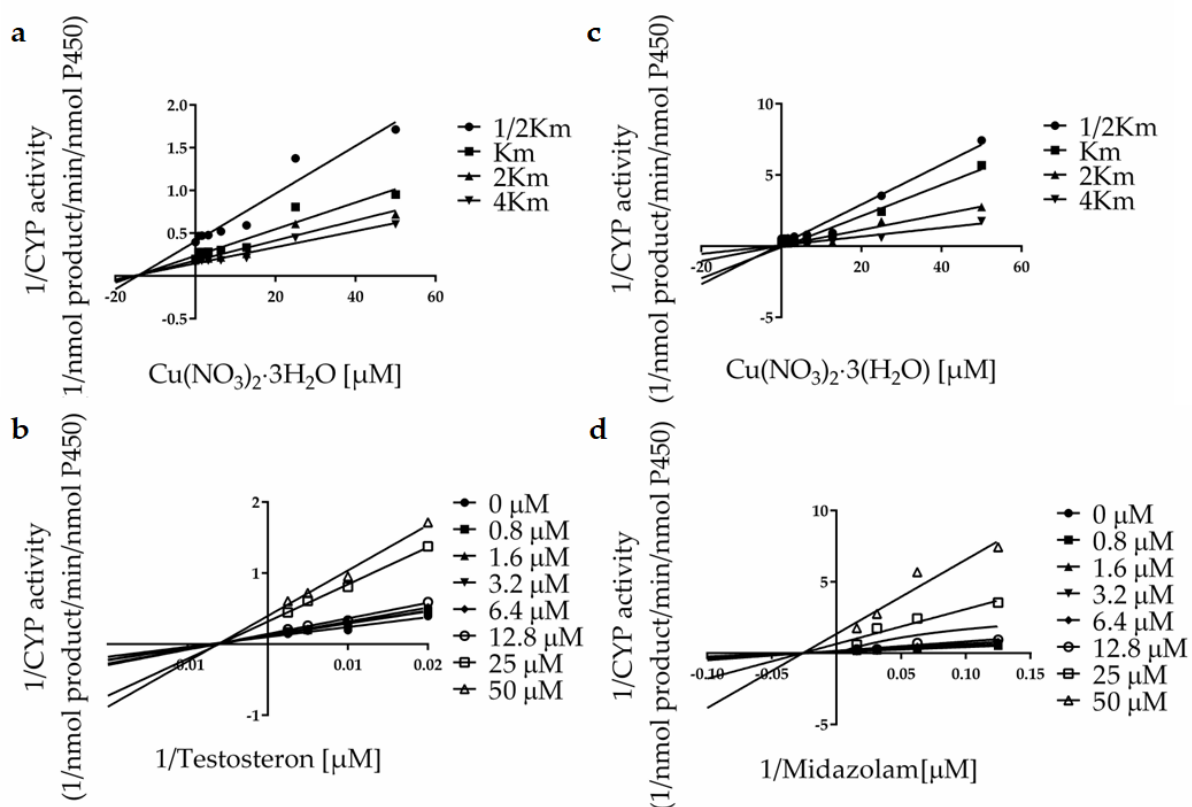 a
1/CYP activity
1/nmol product/min/nmol P450)
2.0
1.5
1.0
0.5
-20
0
20
40
60
-0.5
1/2Km
Km
2Km
4Km
Cu(NO3)2·3H2O [μM]
c
1/CYP activity
(1/nmol product/min/nmol P450)
10
5
-20
0
20
40
60
-5
1/2Km
Km
2Km
4Km
Cu(NO3)2·3(H2O) [μM]
b
1/CYP activity
(1/nmol product/min/nmol P450)
2
1
0.01
0.01
0.02
-1
0 μM
0.8 μM
1.6 μM
3.2 μM
6.4 μM
12.8 μM
25 μM
50 μM
1/Testosteron [μM]
d
1/CYP activity
(1/nmol product/min/nmol P450)
10
5
-0.10
-0.05
0.05
0.10
0.15
-5
0 μM
0.8 μM
1.6 μM
3.2 μM
6.4 μM
12.8 μM
25 μM
50 μM
1/Midazolam[μM]